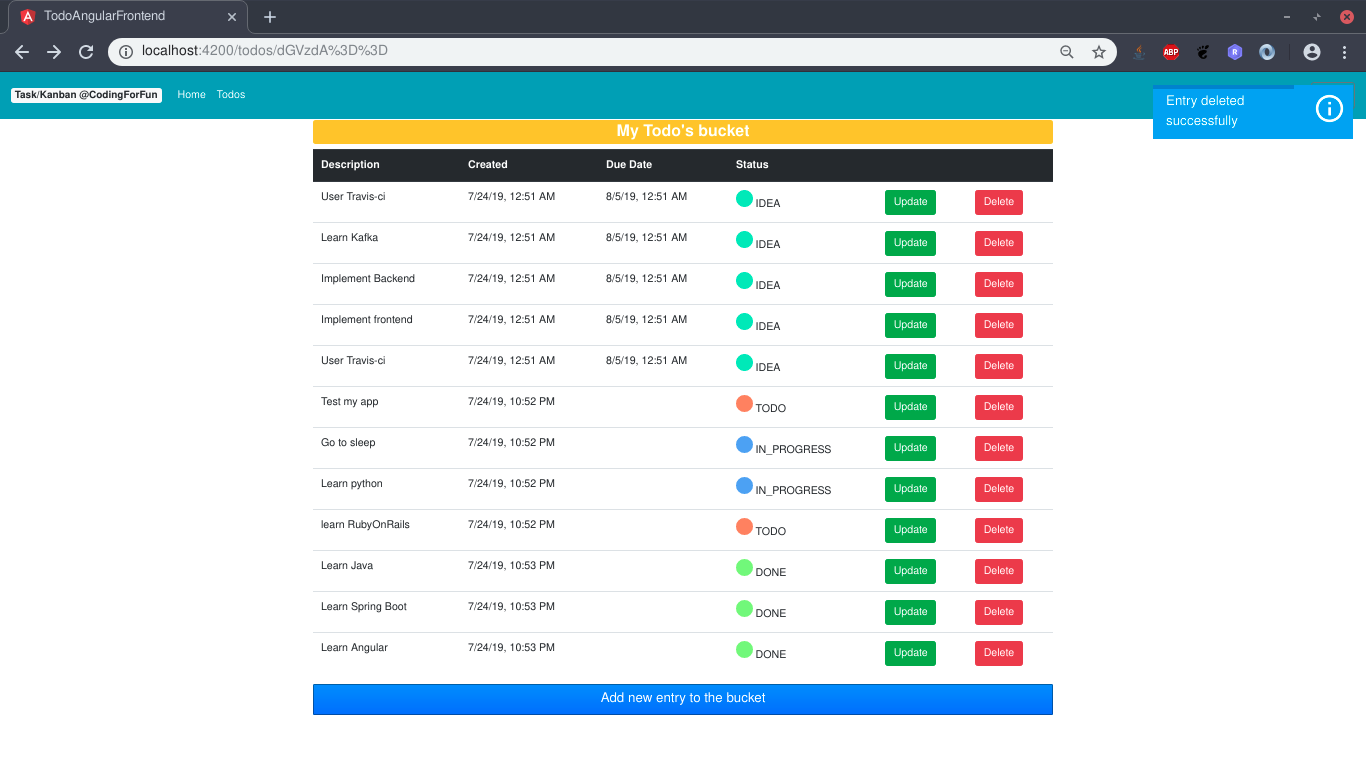 TodoAngularFrontend
localhost:4200/todos/dGVzdA%3D%3D
ABP
R
Task/Kanban @CodingForFun Home Todos
Entry deleted
successfully
My Todo's bucket
Description Created Due Date Status
User Travis-ci 7/24/19, 12:51 AM 8/5/19, 12:51 AM IDEA Update Delete
Learn Kafka 7/24/19, 12:51 AM 8/5/19, 12:51 AM IDEA Update Delete
Implement Backend 7/24/19, 12:51 AM 8/5/19, 12:51 AM IDEA Update Delete
Implement frontend 7/24/19, 12:51 AM 8/5/19, 12:51 AM IDEA Update Delete
User Travis-ci 7/24/19, 12:51 AM 8/5/19, 12:51 AM IDEA Update Delete
Test my app 7/24/19, 10:52 PM TODO Update Delete
Go to sleep 7/24/19, 10:52 PM IN_PROGRESS Update Delete
Learn python 7/24/19, 10:52 PM IN_PROGRESS Update Delete
learn RubyOnRails 7/24/19, 10:52 PM TODO Update Delete
Learn Java 7/24/19, 10:53 PM DONE Update Delete
Learn Spring Boot 7/24/19, 10:53 PM DONE Update Delete
Learn Angular 7/24/19, 10:53 PM DONE Update Delete
Add new entry to the bucket